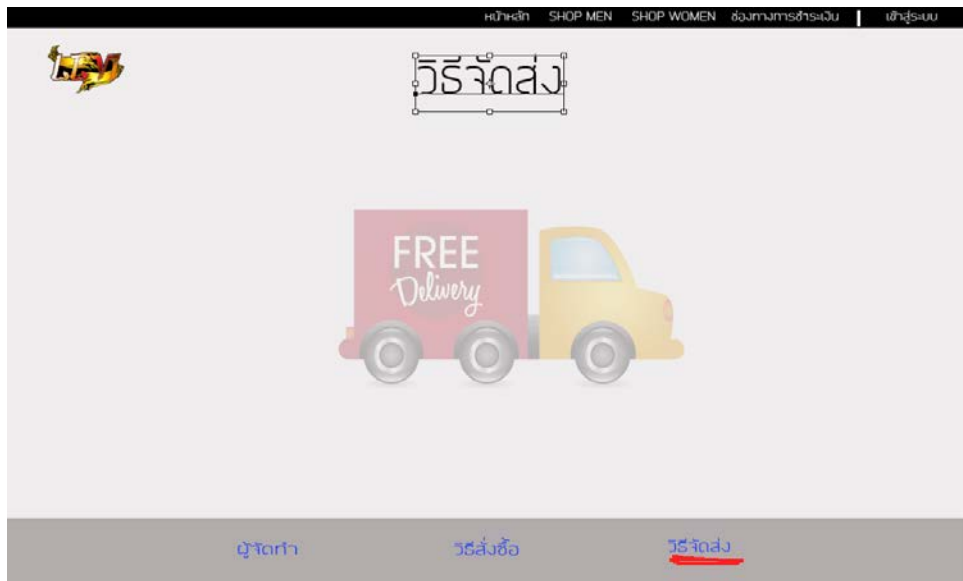 หน้าหลัก SHOP MEN SHOP WOMEN ช่องทางการชำระเงิน เข้าสู่ระบบ
วิธีจัดส่ง
FREE
Delivery
ผู้จัดทำ วิธีสั่งซื้อ วิธีจัดส่ง